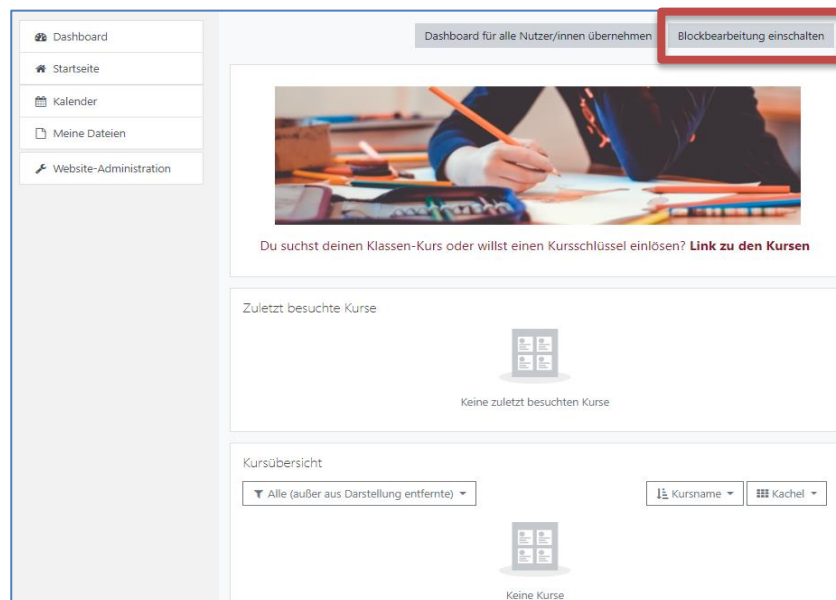 Dashboard
Startseite
Kalender
Meine Dateien
Website-Administration
Dashboard für alle Nutzer/innen übernehmen
Blockbearbeitung einschalten
Du suchst deinen Klassen-Kurs oder willst einen Kursschlüssel einlösen? Link zu den Kursen
Zuletzt besuchte Kurse
Keine zuletzt besuchten Kurse
Kursübersicht
Alle (außer aus Darstellung entfernte)
Kursname
Kachel
Keine Kurse